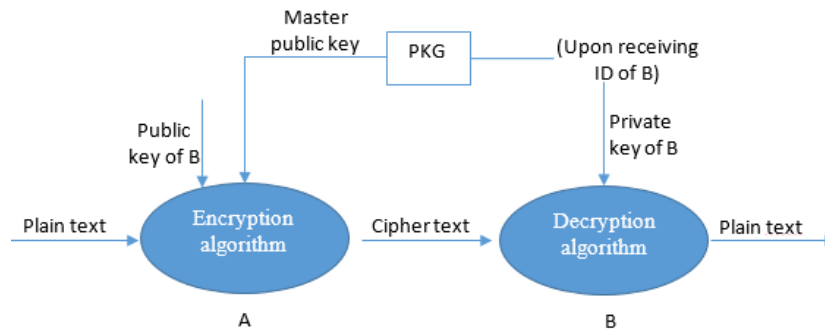 Master
public key
PKG
(Upon receiving
ID of B)
Public
key of B
Private
key of B
Plain text
Encryption
algorithm
Cipher text
Decryption
algorithm
Plain text
A
B